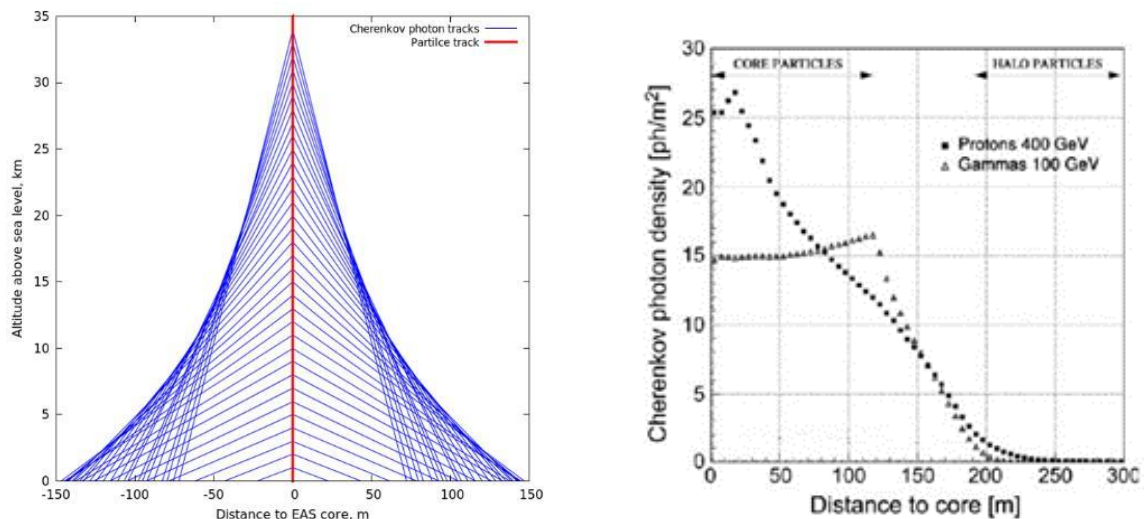 35
30
25
20
15
10
5
0
Altitude above sea level, km
Cherenkov photon tracks
Partilce track
-150
-100
-50
0
50
100
150
Distance to EAS core, m
30
25
20
15
10
5
0
Cherenkov photon density [ph/m²]
CORE PARTICLES
HALO PARTICLES
Protons 400 GeV
Gammas 100 GeV
0
50
100
150
200
250
300
Distance to core [m]